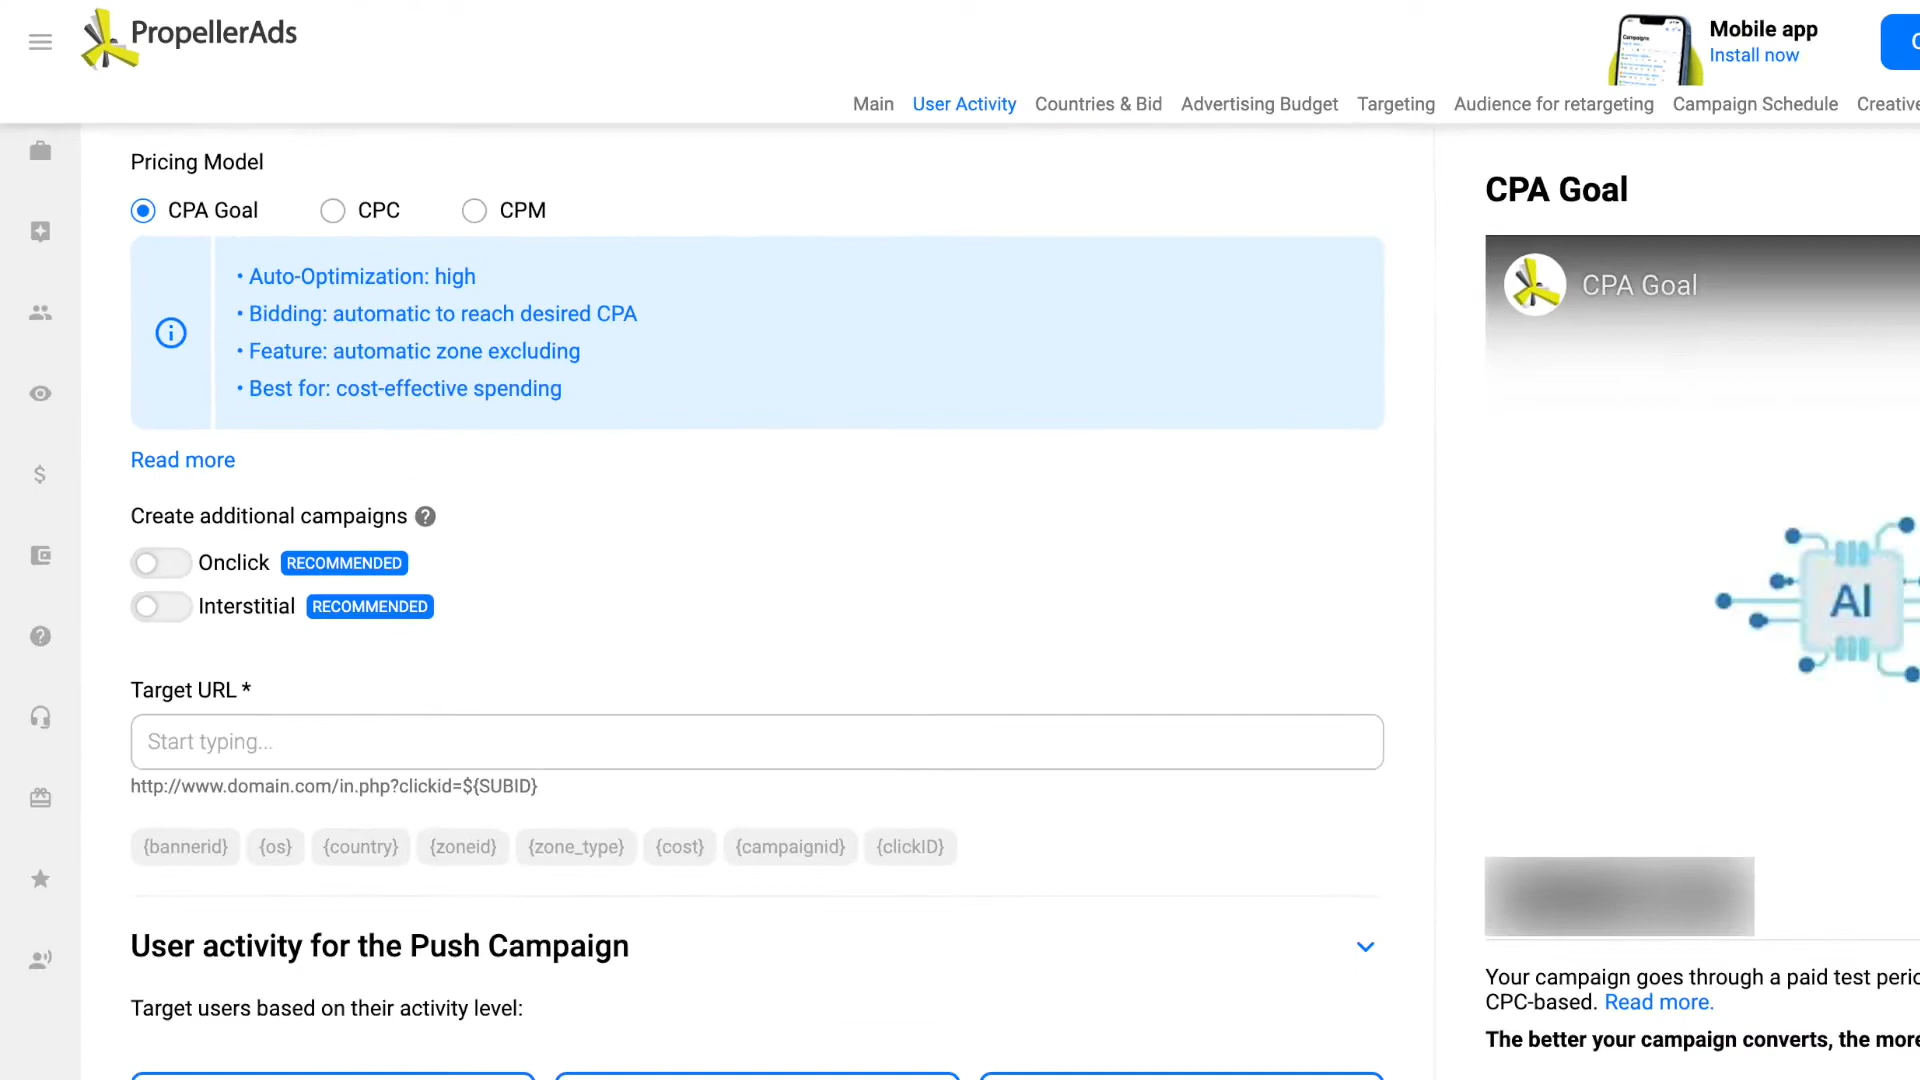 PropellerAds
Mobile app
Install now
Main User Activity Countries & Bid Advertising Budget Targeting Audience for retargeting Campaign Schedule
Pricing Model
CPA Goal CPC CPM
• Auto-Optimization: high
• Bidding: automatic to reach desired CPA
• Feature: automatic zone excluding
• Best for: cost-effective spending
Read more
Create additional campaigns
Onclick RECOMMENDED
Interstitial RECOMMENDED
Target URL *
Start typing...
http://www.domain.com/in.php?clickid=${SUBID}
{bannerid} {os} {country} {zoneid} {zone_type} {cost} {campaignid} {clickID}
User activity for the Push Campaign
Target users based on their activity level:
CPA Goal
CPA Goal
AI
Your campaign goes through a paid test
CPC-based. Read more.
The better your campaign converts, the more